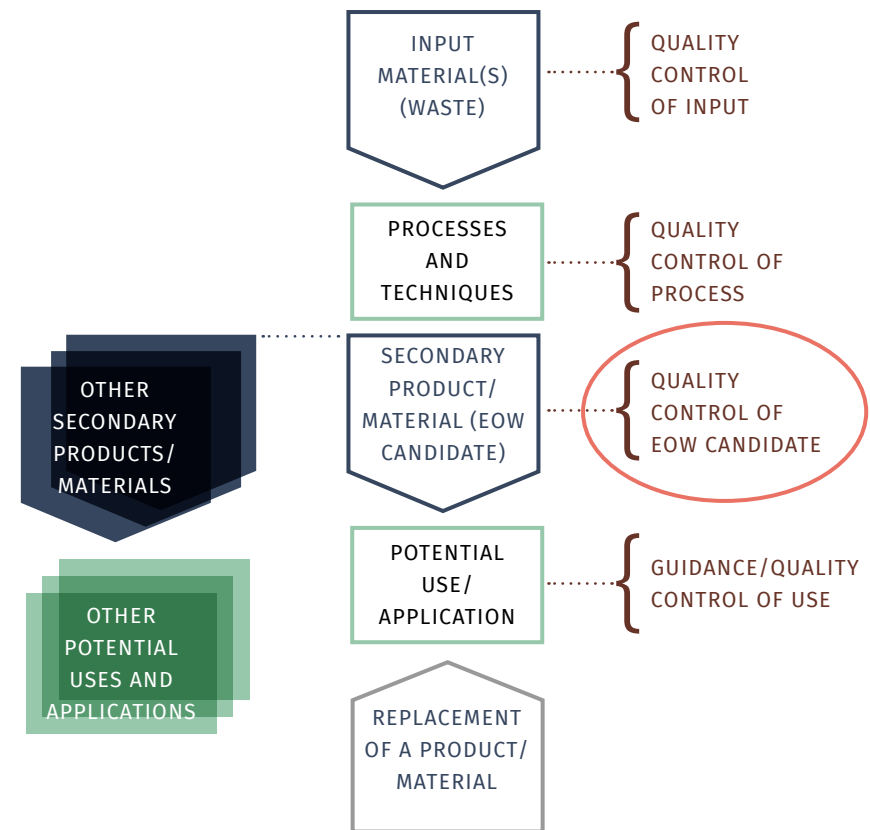 INPUT
MATERIAL(S)
(WASTE)
QUALITY
CONTROL
OF INPUT
PROCESSES
AND
TECHNIQUES
QUALITY
CONTROL OF
PROCESS
OTHER
SECONDARY
PRODUCTS/
MATERIALS
SECONDARY
PRODUCT/
MATERIAL (EOW
CANDIDATE)
QUALITY
CONTROL OF
EOW CANDIDATE
OTHER
POTENTIAL
USES AND
APPLICATIONS
POTENTIAL
USE/
APPLICATION
GUIDANCE/QUALITY
CONTROL OF USE
REPLACEMENT
OF A PRODUCT/
MATERIAL